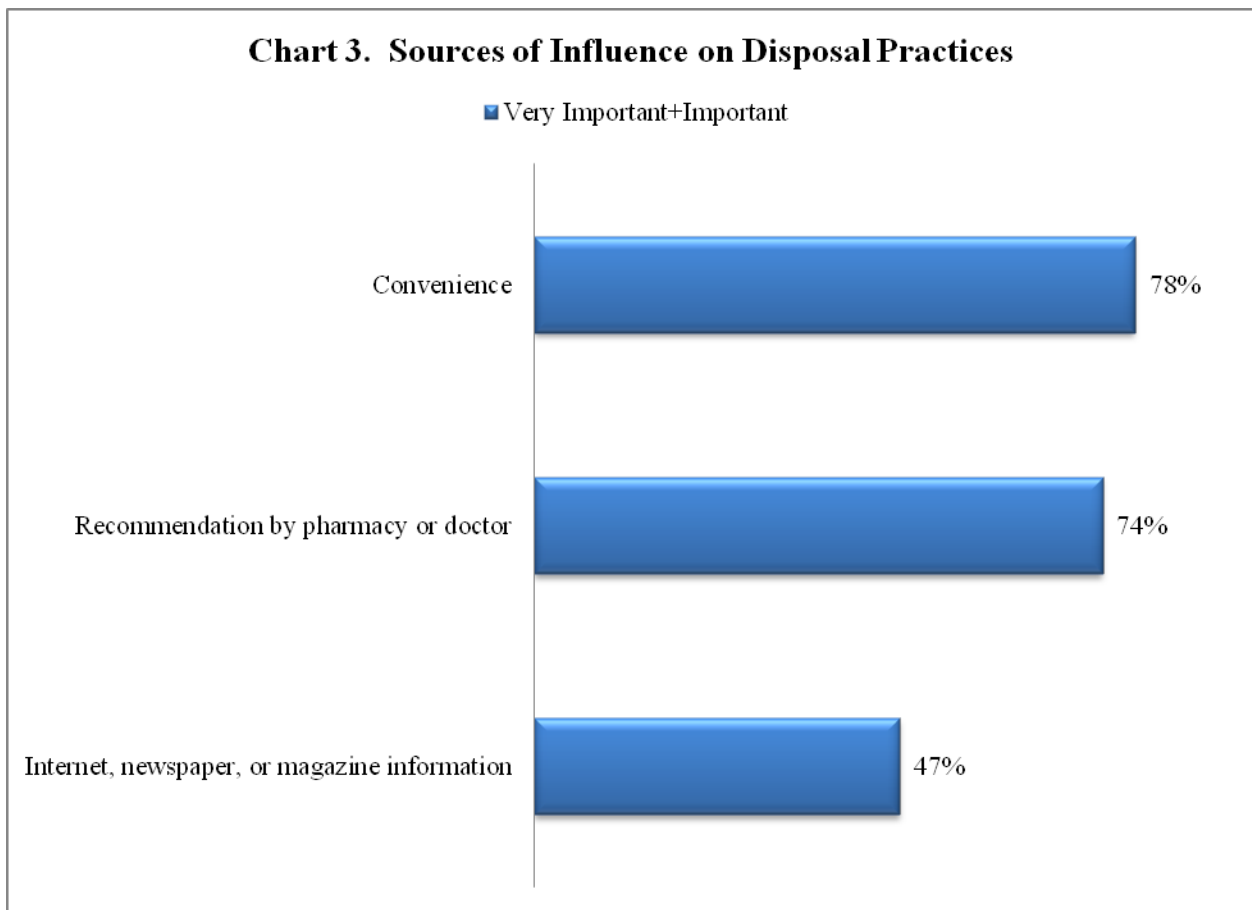 Chart 3. Sources of Influence on Disposal Practices
Very Important+Important
Convenience
78%
Recommendation by pharmacy or doctor
74%
Internet, newspaper, or magazine information
47%